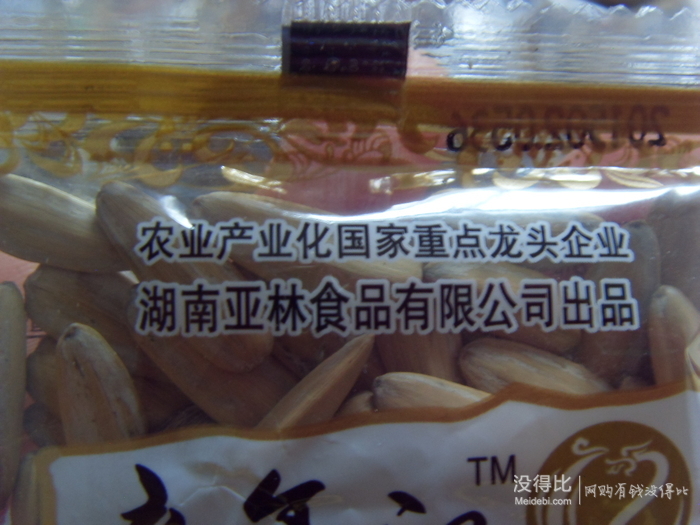 农业产业化国家重点龙头企业
湖南亚林食品有限公司出品
TM
没得比
Meidebi.com
网购有钱没得比